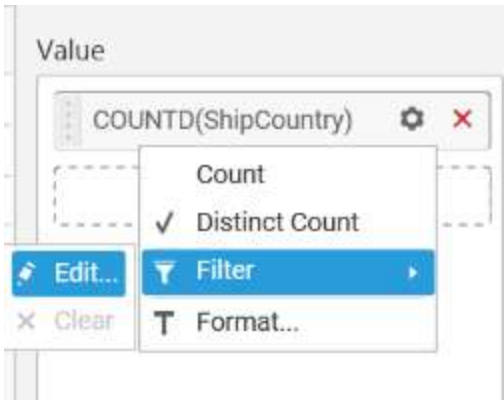 Value
COUNTD(ShipCountry)
Count
Distinct Count
Filter
Edit...
Clear
Format...